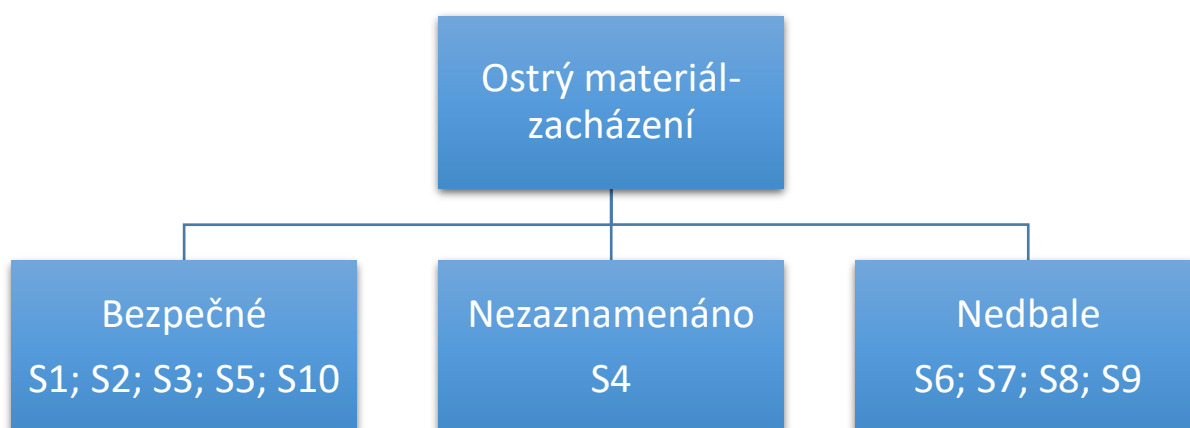 Ostrý materiál-
zacházení
Bezpečné
S1; S2; S3; S5; S10
Nezaznamenáno
S4
Nedbale
S6; S7; S8; S9